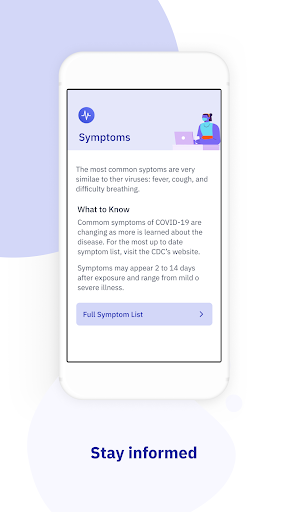 Symptoms
The most common syptoms are very
similae to ther viruses: fever, cough, and
difficulty breathing.
What to Know
Commom symptoms of COVID-19 are
changing as more is learned about the
disease. For the most up to date
symptom list, visit the CDC's website.
Symptoms may appear 2 to 14 days
after exposure and range from mild o
severe illness.
Full Symptom List
Stay informed